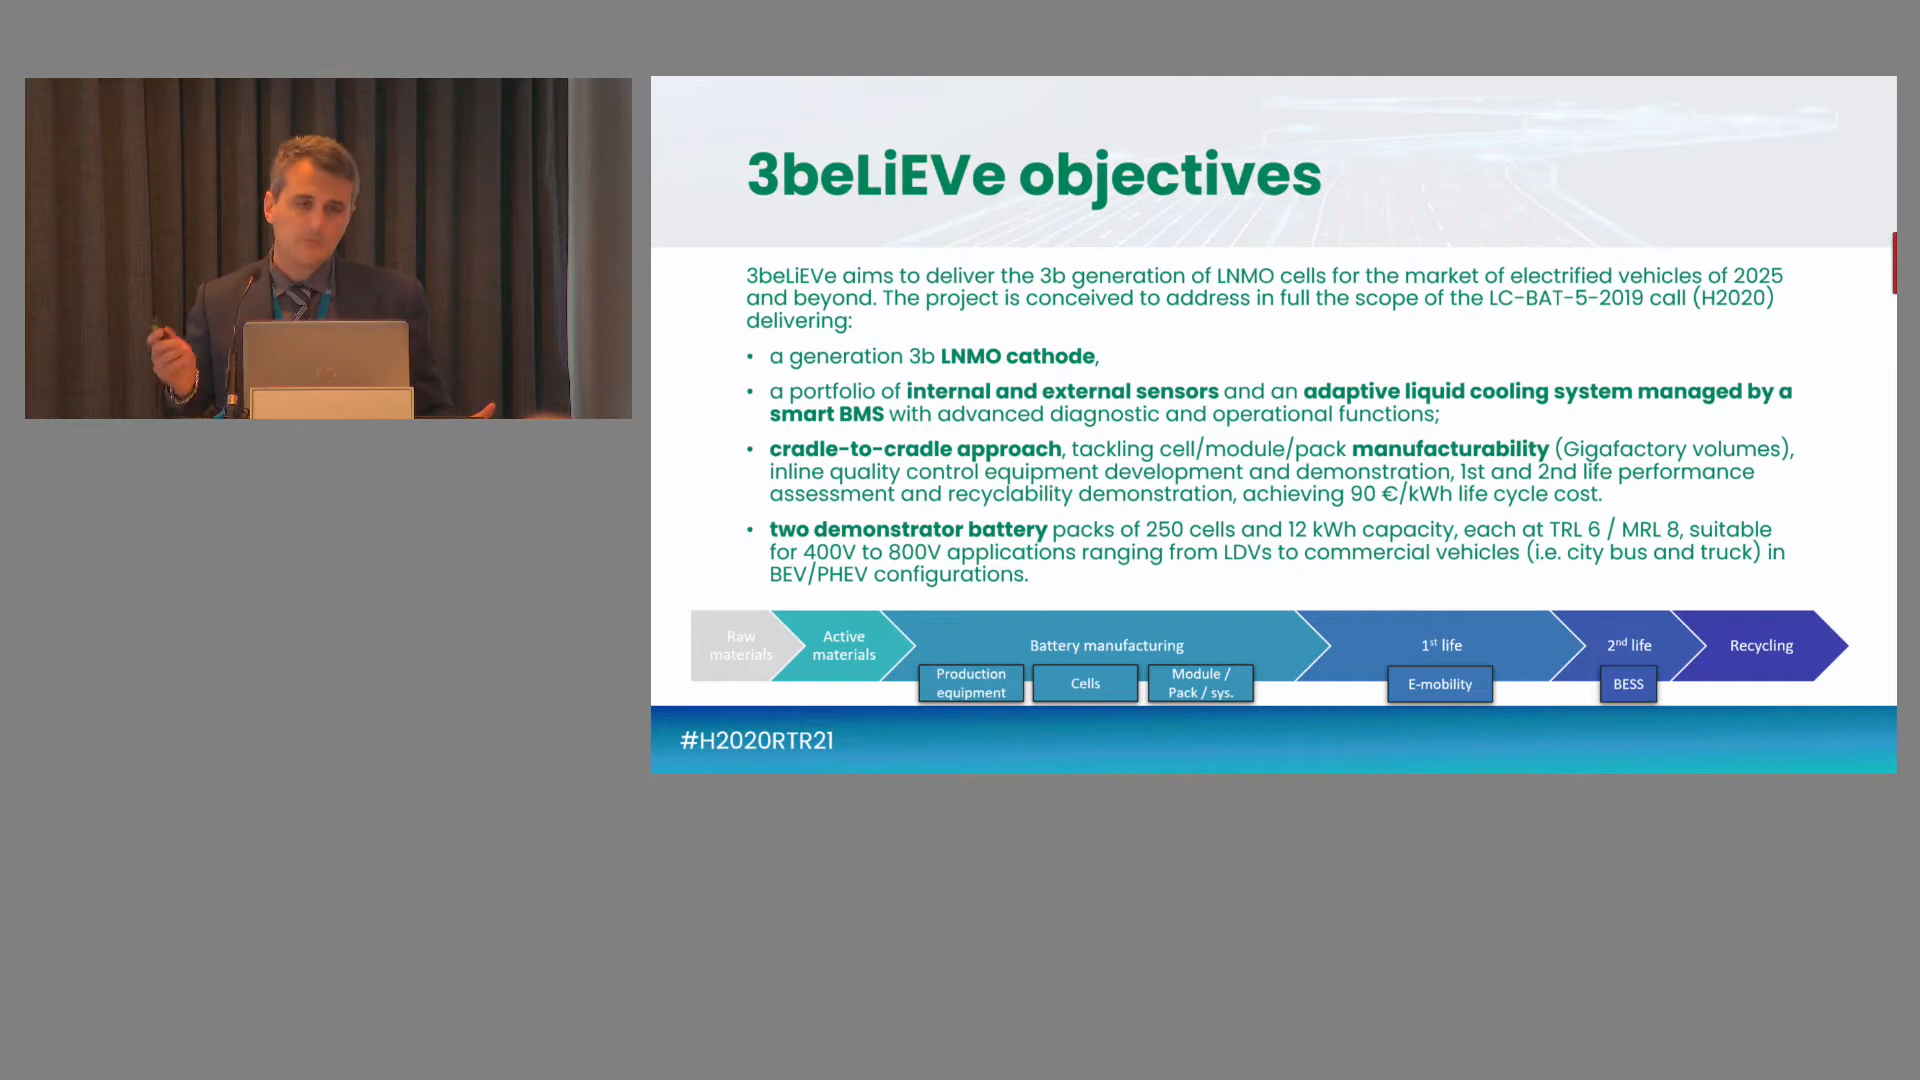 3beLiEVe objectives
3beLiEVe aims to deliver the 3b generation of LNMO cells for the market of electrified vehicles of 2025
and beyond. The project is conceived to address in full the scope of the LC-BAT-5-2019 call (H2020)
delivering:
• a generation 3b LNMO cathode,
• a portfolio of internal and external sensors and an adaptive liquid cooling system managed by a
smart BMS with advanced diagnostic and operational functions;
• cradle-to-cradle approach, tackling cell/module/pack manufacturability (Gigafactory volumes),
inline quality control equipment development and demonstration, 1st and 2nd life performance
assessment and recyclability demonstration, achieving 90 €/kWh life cycle cost.
• two demonstrator battery packs of 250 cells and 12 kWh capacity, each at TRL 6 / MRL 8, suitable
for 400V to 800V applications ranging from LDVs to commercial vehicles (i.e. city bus and truck) in
BEV/PHEV configurations.
Raw
materials
Active
materials
Battery manufacturing
Production
equipment
Cells
Module /
Pack / sys.
1st life
E-mobility
2nd life
BESS
Recycling
#H2020RTR21